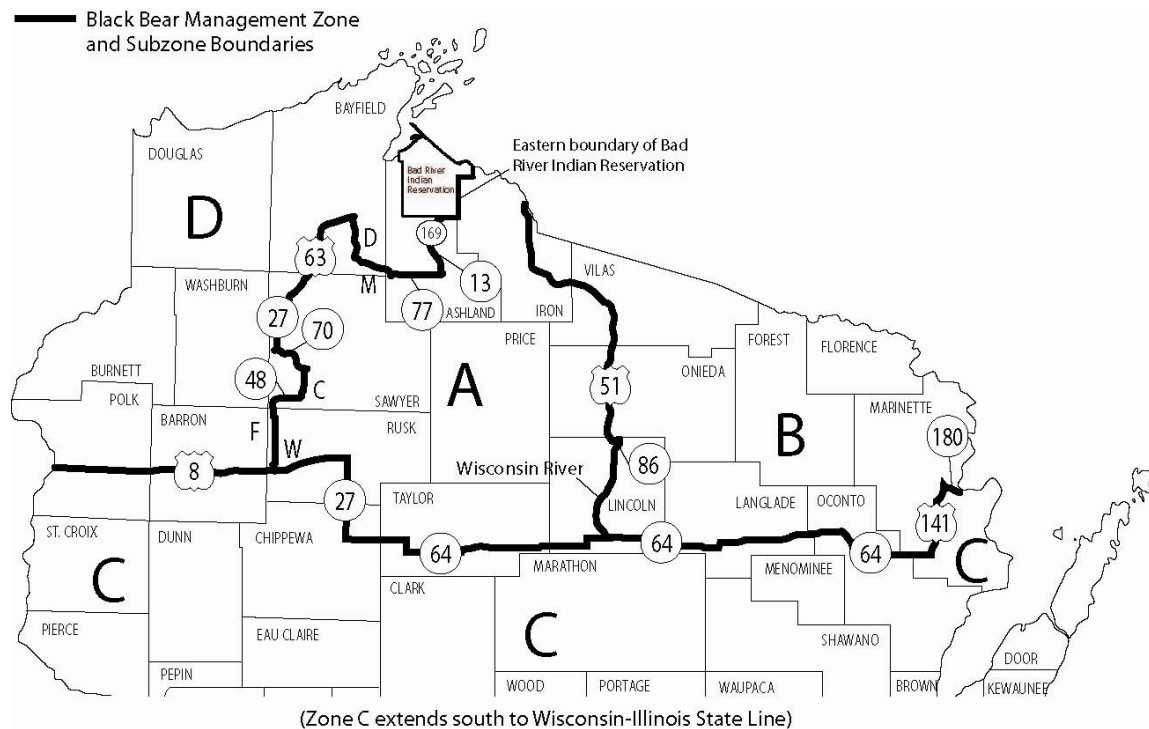 Black Bear Management Zone
and Subzone Boundaries
BAYFIELD
Eastern boundary of Bad
River Indian Reservation
DOUGLAS
Bad River
Indian
Reservation
D
169
D
63
VILAS
WASHBURN
M
13
77
ASHLAND
IRON
27
70
PRICE
FOREST
FLORENCE
ONIEDA
BURNETT
48
C
A
51
POLK
SAWYER
MARINETTE
BARRON
F
RUSK
B
180
W
8
Wisconsin River
86
27
TAYLOR
LINCOLN
LANGLADE
OCONTO
141
ST. CROIX
DUNN
CHIPPEWA
64
64
64
C
C
MARATHON
MENOMINEE
CLARK
C
PIERCE
EAU CLAIRE
SHAWANO
DOOR
PEPIN
WOOD
PORTAGE
WAUPACA
BROWN
KEWAUNEE
(Zone C extends south to Wisconsin-Illinois State Line)